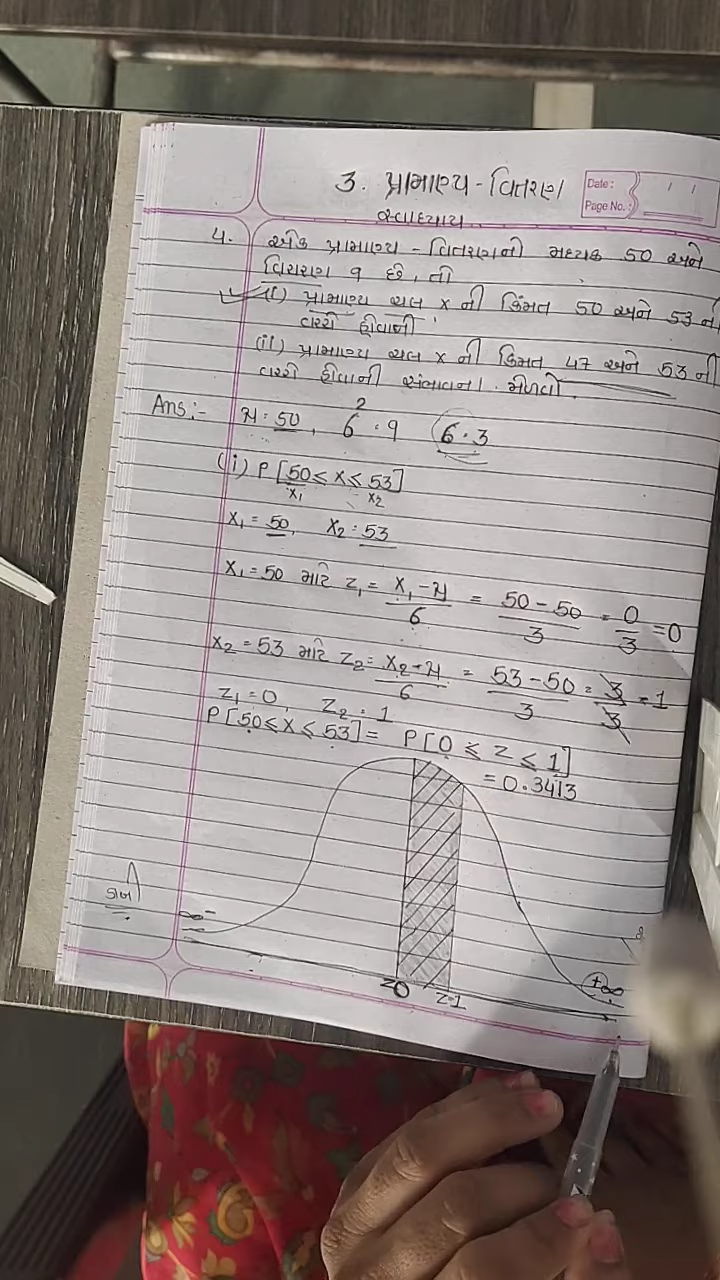 3. પ્રામાણ્ય - વિતરણ
Date: / /
Page No.:
સ્વાધ્યાય
4. એક પ્રામાણ્ય - વિતરણનો મધ્યક 50 અને
વિચરણ 9 છે, તો
(i) પ્રામાણ્ય ચલ x ની કિંમત 50 અને 53 ની
વચ્ચે હોવાની
(ii) પ્રામાણ્ય ચલ x ની કિંમત 47 અને 53 ની
વચ્ચે હોવાની સંભાવના મેળવો.
Ans:- μ = 50, σ² = 9 σ = 3
(i) P[50 ≤ x ≤ 53]
x₁ x₂
x₁ = 50, x₂ = 53
x₁ = 50 માટે z₁ = x₁ - μ / σ = 50 - 50 / 3 = 0/3 = 0
x₂ = 53 માટે z₂ = x₂ - μ / σ = 53 - 50 / 3 = 3/3 = 1
z₁ = 0, z₂ = 1
P[50 ≤ x ≤ 53] = P[0 ≤ z ≤ 1]
= 0.3413
∞-
z0 z-1
+∞